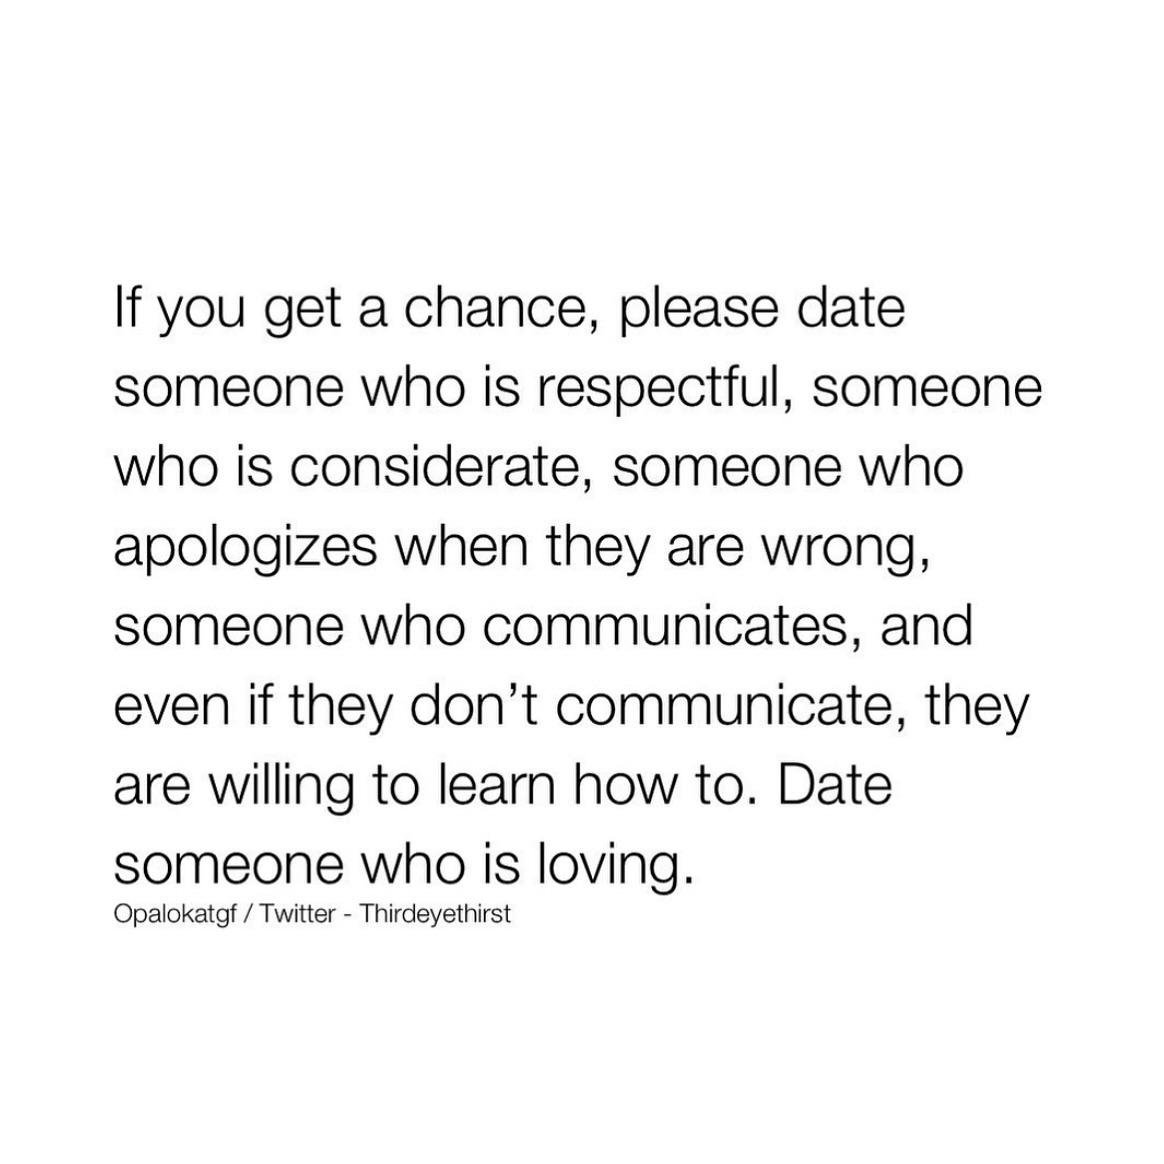 If you get a chance, please date
someone who is respectful, someone
who is considerate, someone who
apologizes when they are wrong,
someone who communicates, and
even if they don’t communicate, they
are willing to learn how to. Date
someone who is loving.
Opalokatgf / Twitter - Thirdeyethirst